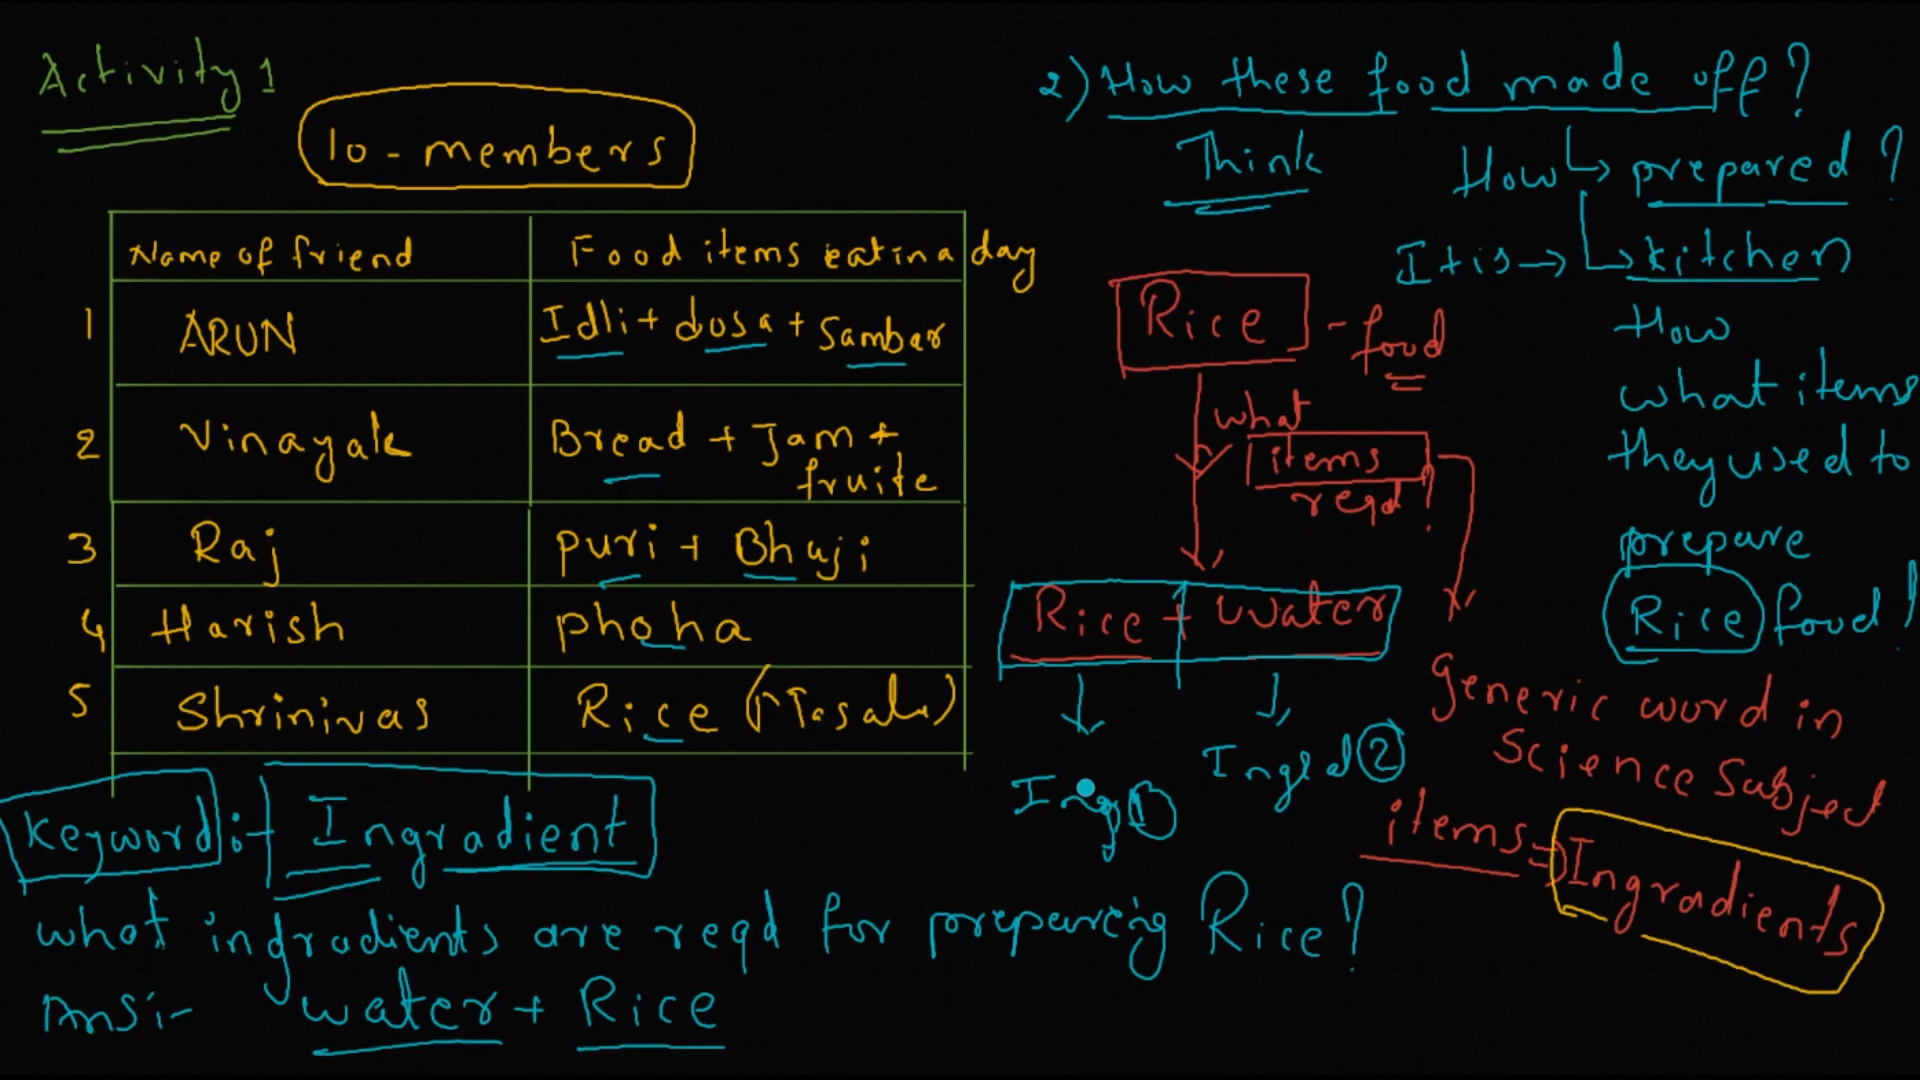 Activity 1
10 - members
Name of friend Food items eat in a day
1 ARUN Idli + dosa + Sambar
2 Vinayak Bread + Jam +
fruite
3 Raj puri + Bhaji
4 Harish phoha
5 Shrinivas Rice (Masala)
Keyword :- Ingradient
what ingradients are reqd for preparing Rice?
Ans:- water + Rice
2) How these food made off?
Think
How prepared ?
It is → kitchen
How
what items
they used to
prepare
Rice food !
Rice - food
what
items
reqd ?
Rice + water
Ing 1
Ingrd 2
generic word in
Science Subject
items = Ingradients